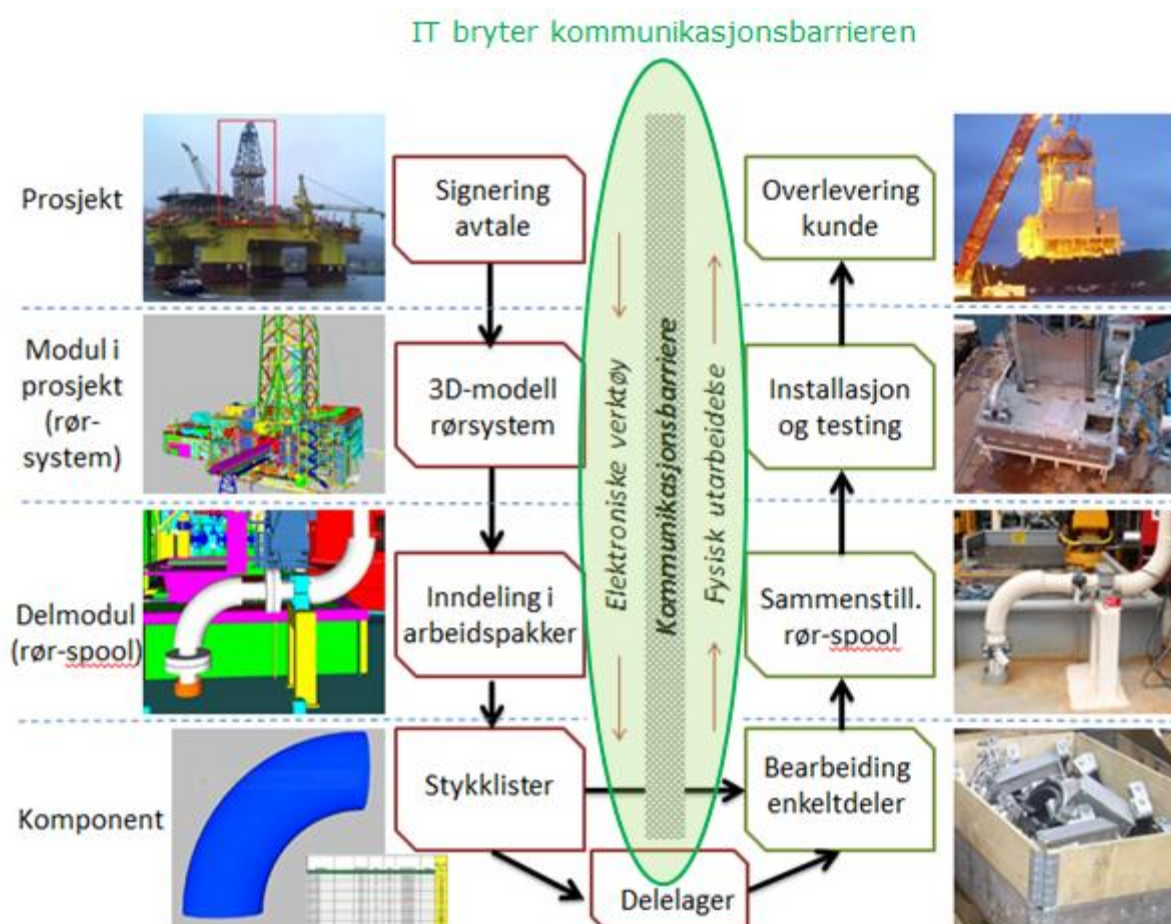 IT bryter kommunikasjonsbarrieren
Prosjekt
Signering
avtale
Overlevering
kunde
Modul i
prosjekt
(rør-
system)
3D-modell
rørsystem
Installasjon
og testing
Elektroniske verktøy
Kommunikasjonsbarriere
Fysisk utarbeidelse
Delmodul
(rør-spool)
Inndeling i
arbeidspakker
Sammenstill.
rør-spool
Komponent
Stykklister
Bearbeiding
enkeltdeler
Delelager